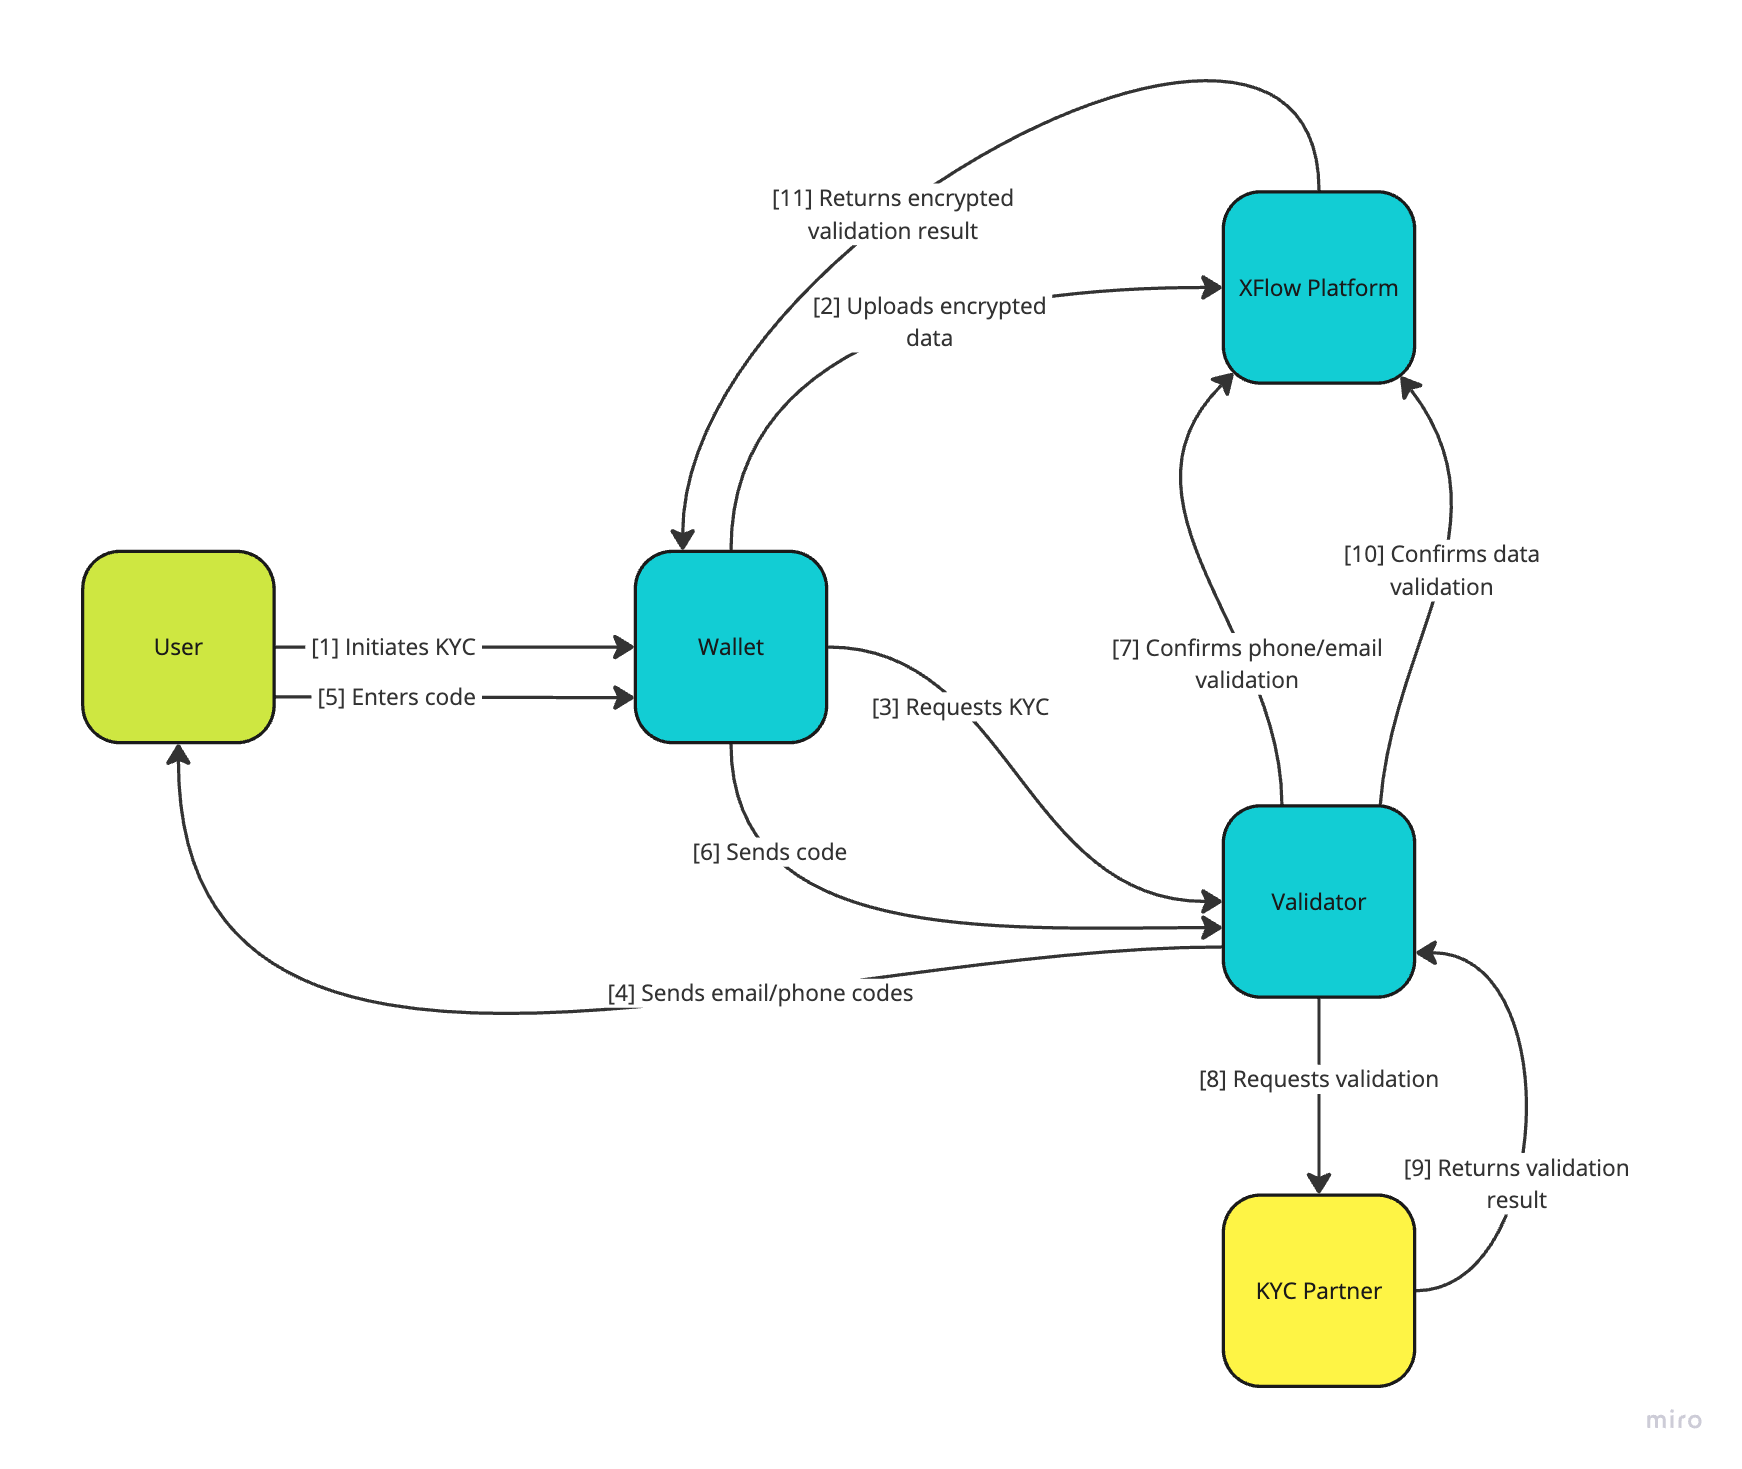 [11] Returns encrypted
validation result
XFlow Platform
[2] Uploads encrypted
data
[10] Confirms data
validation
User
[1] Initiates KYC
[5] Enters code
Wallet
[7] Confirms phone/email
validation
[3] Requests KYC
[6] Sends code
Validator
[4] Sends email/phone codes
[8] Requests validation
[9] Returns validation
result
KYC Partner
miro